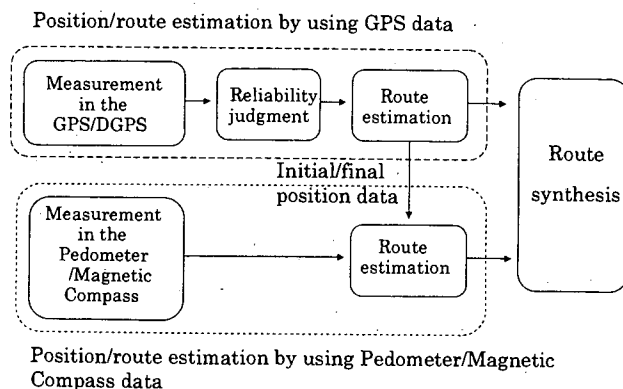 Position/route estimation by using GPS data
Measurement
in the
GPS/DGPS
Reliability
judgment
Route
estimation
Route
synthesis
Initial/final
position data
Measurement
in the
Pedometer
/Magnetic
Compass
Route
estimation
Position/route estimation by using Pedometer/Magnetic
Compass data